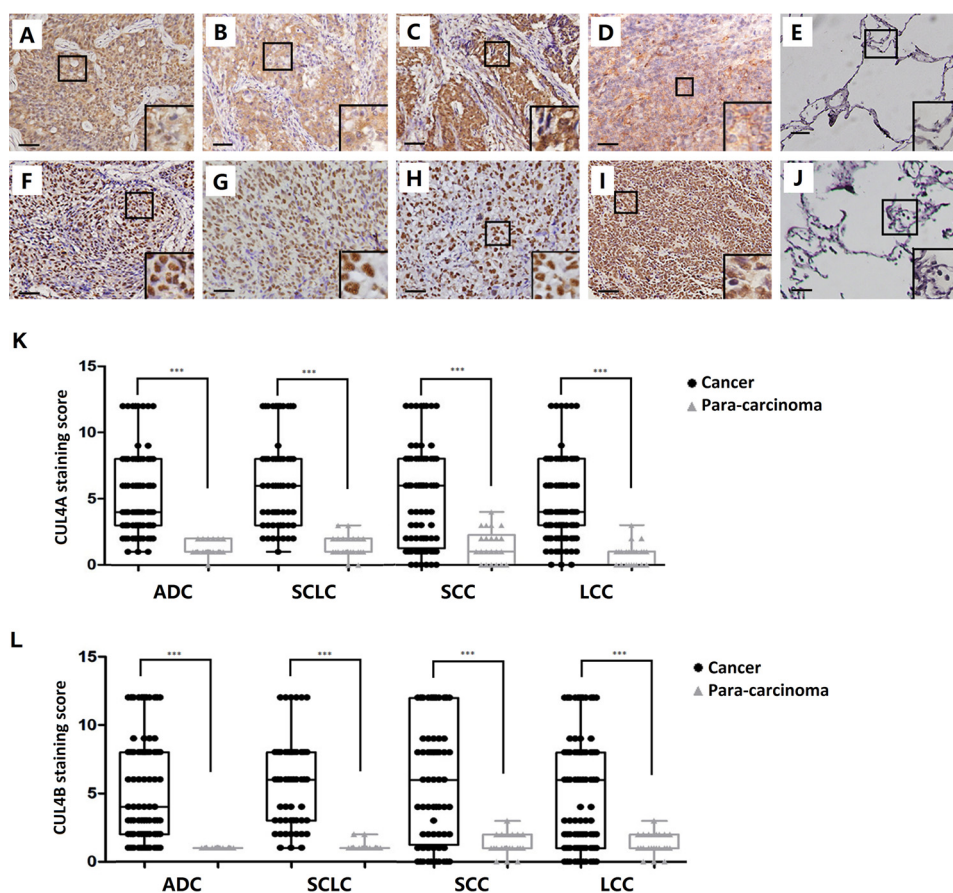 A
B
C
D
E
F
G
H
I
J
K
15
10
5
0
CUL4A staining score
***
***
***
***
Cancer
Para-carcinoma
ADC
SCLC
SCC
LCC
L
15
10
5
0
CUL4B staining score
***
***
***
***
Cancer
Para-carcinoma
ADC
SCLC
SCC
LCC